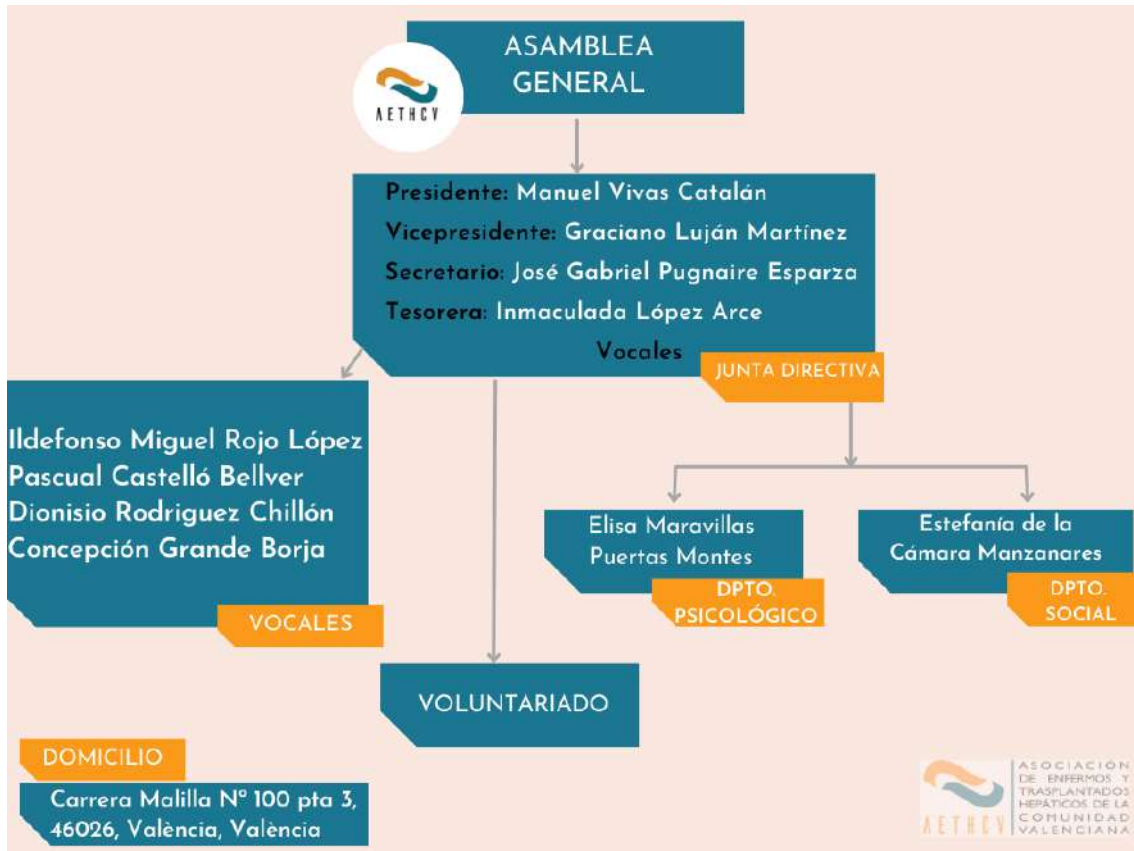 ASAMBLEA
GENERAL
AETHCV
Presidente: Manuel Vivas Catalán
Vicepresidente: Graciano Luján Martínez
Secretario: José Gabriel Pugnaire Esparza
Tesorera: Inmaculada López Arce
Vocales
JUNTA DIRECTIVA
Ildefonso Miguel Rojo López
Pascual Castelló Bellver
Dionisio Rodriguez Chillón
Concepción Grande Borja
VOCALES
Elisa Maravillas
Puertas Montes
DPTO.
PSICOLÓGICO
Estefanía de la
Cámara Manzanares
DPTO.
SOCIAL
VOLUNTARIADO
DOMICILIO
Carrera Malilla Nº 100 pta 3,
46026, València, València
AETHCV
ASOCIACIÓN
DE ENFERMOS Y
TRASPLANTADOS
HEPÁTICOS DE LA
COMUNIDAD
VALENCIANA